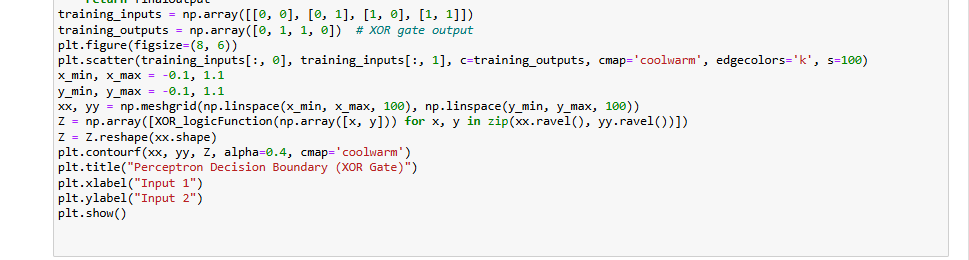 return finalOutput
training_inputs = np.array([[0, 0], [0, 1], [1, 0], [1, 1]])
training_outputs = np.array([0, 1, 1, 0])  # XOR gate output
plt.figure(figsize=(8, 6))
plt.scatter(training_inputs[:, 0], training_inputs[:, 1], c=training_outputs, cmap='coolwarm', edgecolors='k', s=100)
x_min, x_max = -0.1, 1.1
y_min, y_max = -0.1, 1.1
xx, yy = np.meshgrid(np.linspace(x_min, x_max, 100), np.linspace(y_min, y_max, 100))
Z = np.array([XOR_logicFunction(np.array([x, y])) for x, y in zip(xx.ravel(), yy.ravel())])
Z = Z.reshape(xx.shape)
plt.contourf(xx, yy, Z, alpha=0.4, cmap='coolwarm')
plt.title("Perceptron Decision Boundary (XOR Gate)")
plt.xlabel("Input 1")
plt.ylabel("Input 2")
plt.show()